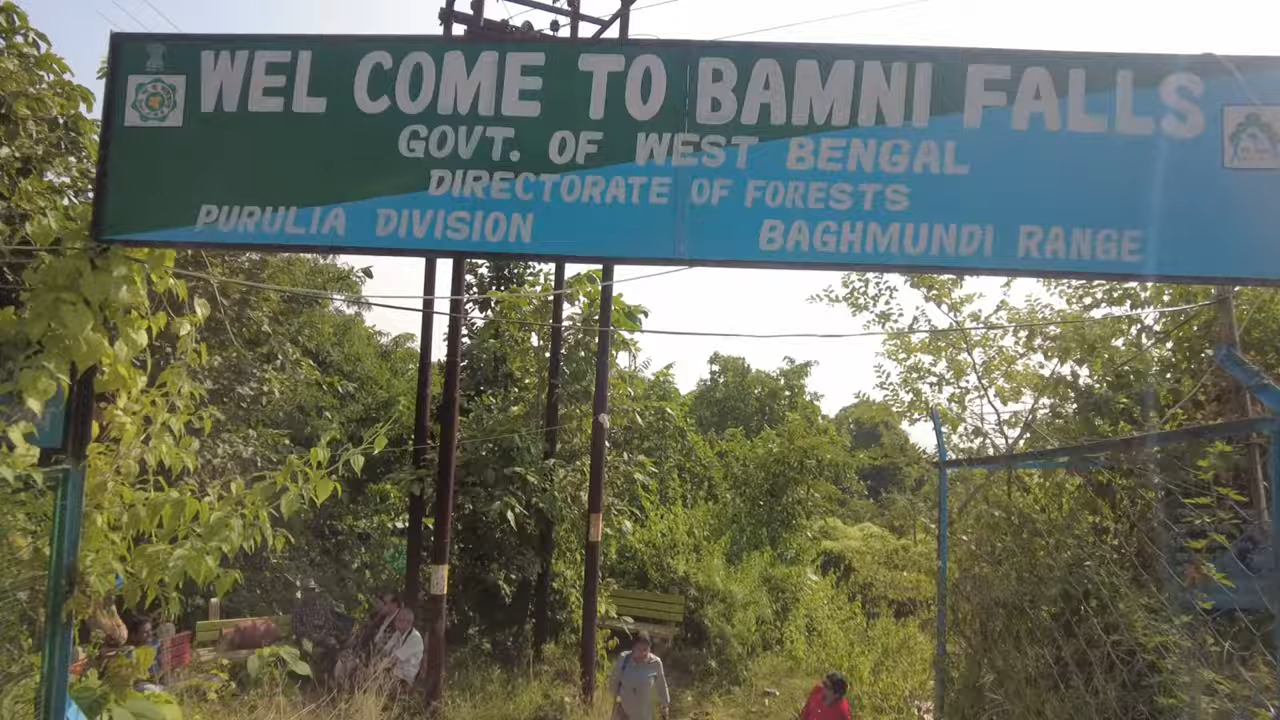 WEL COME TO BAMNI FALLS
GOVT. OF WEST BENGAL
DIRECTORATE OF FORESTS
PURULIA DIVISION BAGHMUNDI RANGE